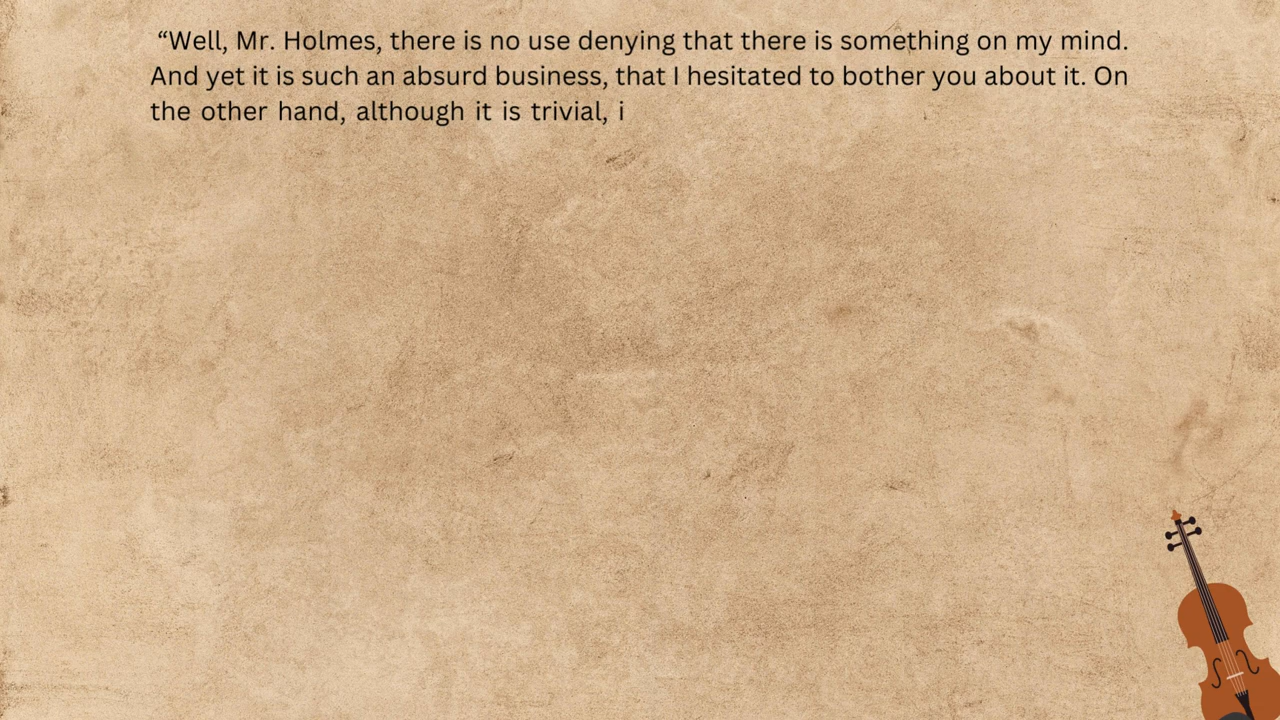 “Well, Mr. Holmes, there is no use denying that there is something on my mind.
And yet it is such an absurd business, that I hesitated to bother you about it. On
the other hand, although it is trivial, i